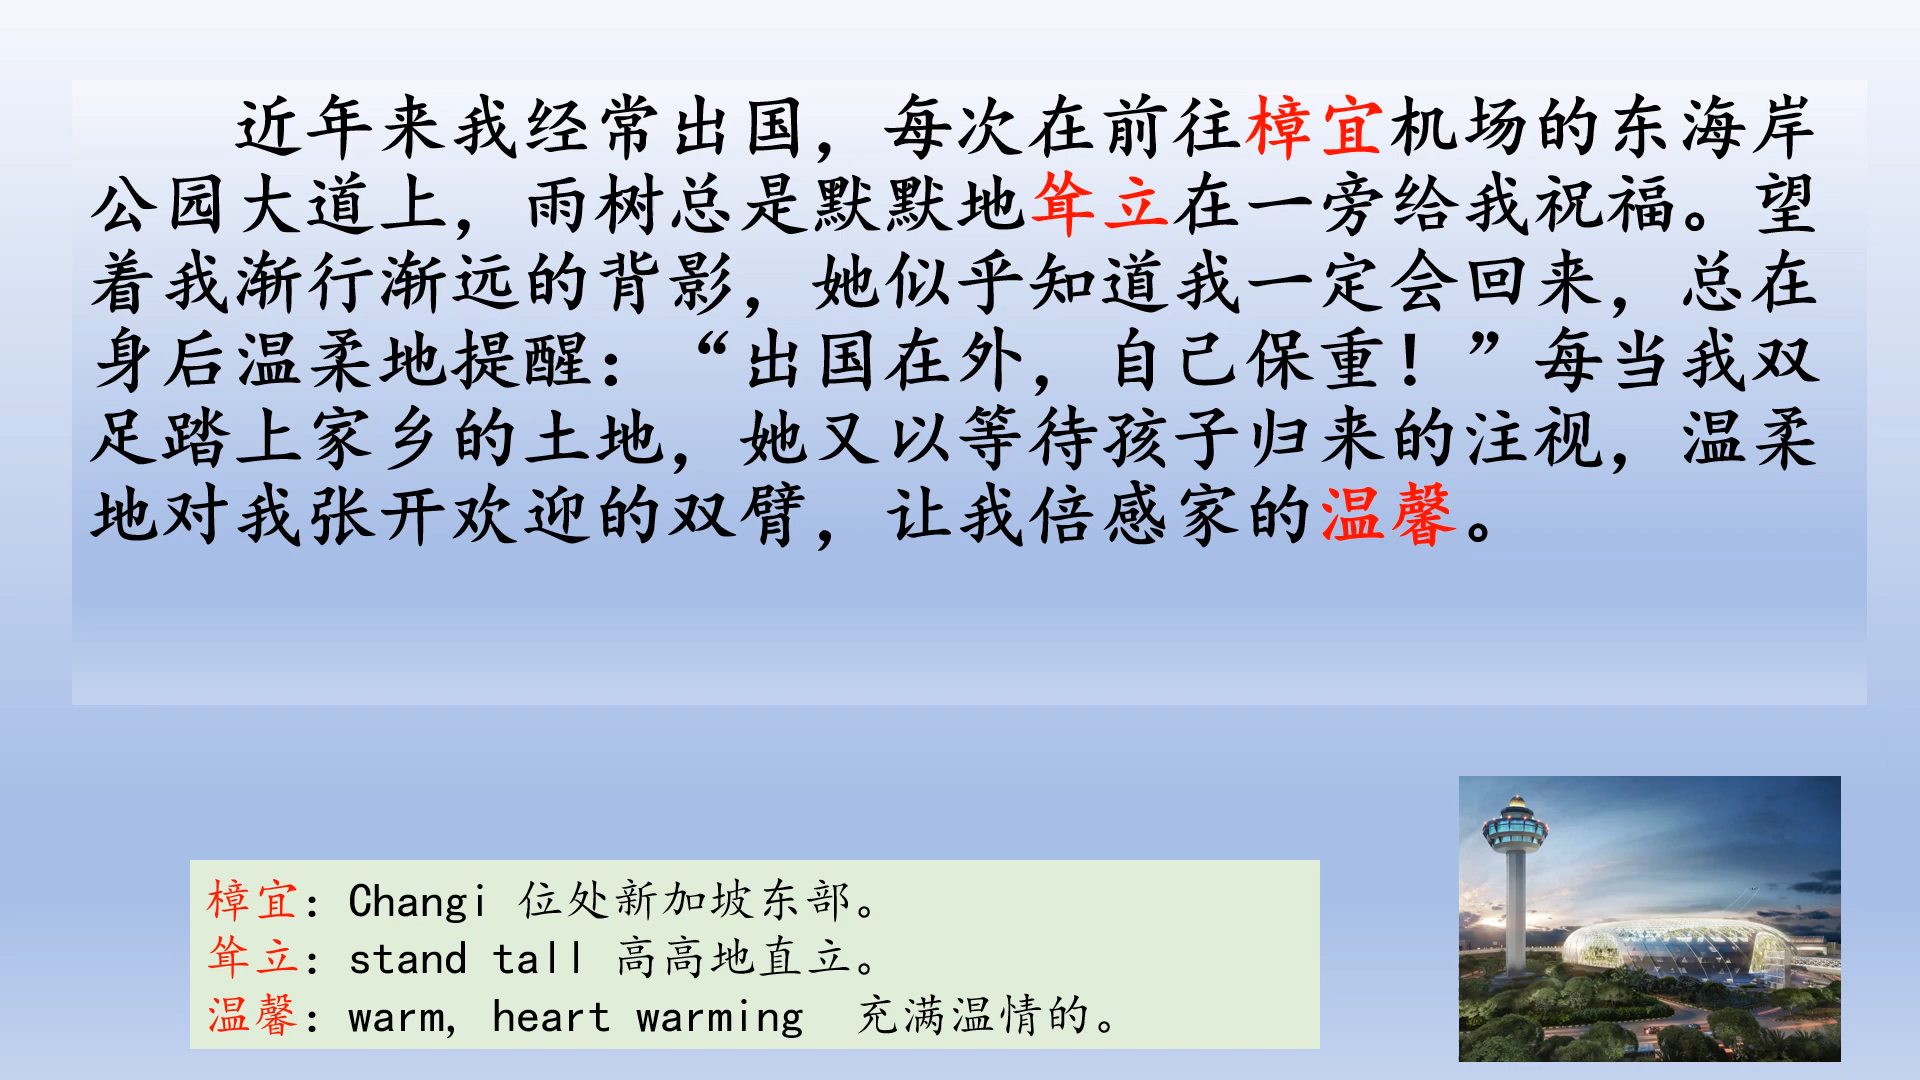 近年来我经常出国，每次在前往樟宜机场的东海岸
公园大道上，雨树总是默默地耸立在一旁给我祝福。望
着我渐行渐远的背影，她似乎知道我一定会回来，总在
身后温柔地提醒：“出国在外，自己保重！”每当我双
足踏上家乡的土地，她又以等待孩子归来的注视，温柔
地对我张开欢迎的双臂，让我倍感家的温馨。
樟宜：Changi 位处新加坡东部。
耸立：stand tall 高高地直立。
温馨：warm, heart warming 充满温情的。